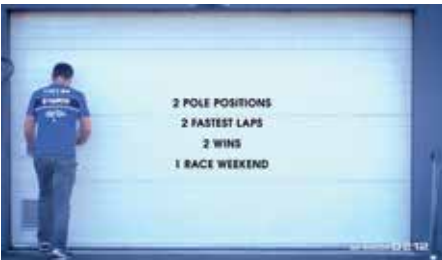 2 POLE POSITIONS
2 FASTEST LAPS
2 WINS
1 RACE WEEKEND